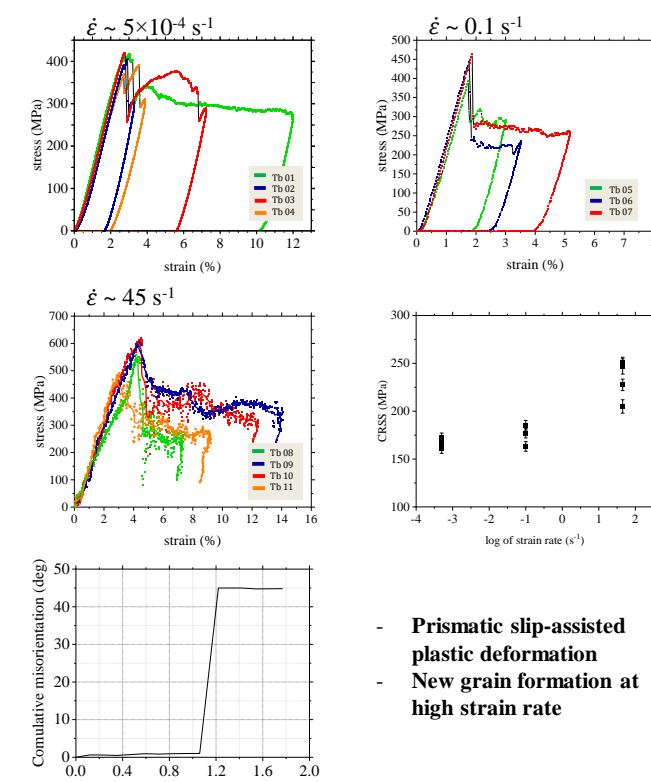 ε̇ ~ 5×10⁻⁴ s⁻¹
400
300
200
100
0
stress (MPa)
Tb 01
Tb 02
Tb 03
Tb 04
0 2 4 6 8 10 12
strain (%)
ε̇ ~ 0.1 s⁻¹
500
450
400
350
300
250
200
150
100
50
0
stress (MPa)
Tb 05
Tb 06
Tb 07
0 1 2 3 4 5 6 7
strain (%)
ε̇ ~ 45 s⁻¹
700
600
500
400
300
200
100
0
stress (MPa)
Tb 08
Tb 09
Tb 10
Tb 11
0 2 4 6 8 10 12 14 16
strain (%)
300
250
200
150
100
CRSS (MPa)
-4 -3 -2 -1 0 1 2
log of strain rate (s⁻¹)
50
40
30
20
10
0
Comulative misorientation (deg)
0.0 0.4 0.8 1.2 1.6 2.0
- Prismatic slip-assisted
plastic deformation
- New grain formation at
high strain rate